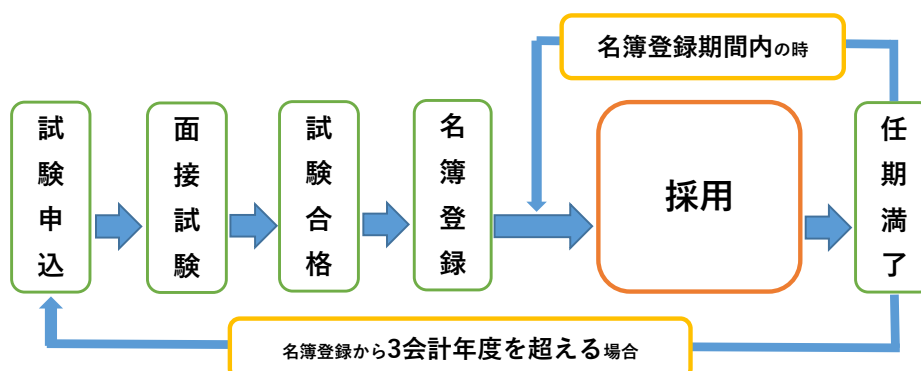 名簿登録期間内の時
試験申込
面接試験
試験合格
名簿登録
採用
任期満了
名簿登録から3会計年度を超える場合